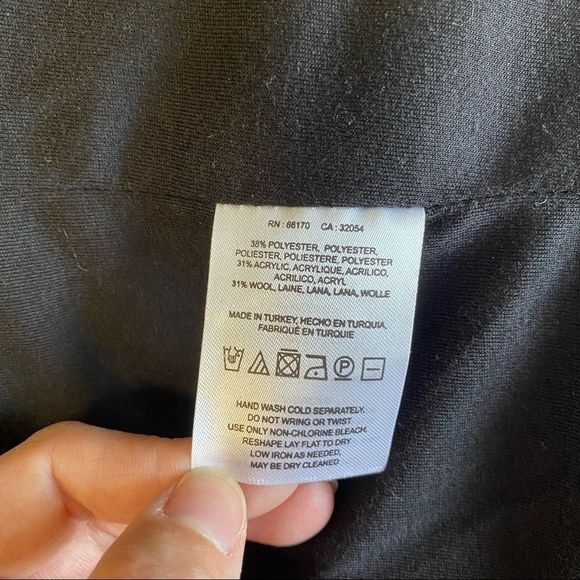 RN : 68170 CA : 32054
38% POLYESTER, POLYESTER,
POLIESTER, POLIESTERE, POLYESTER
31% ACRYLIC, ACRYLIQUE, ACRILICO,
ACRILICO, ACRYL
31% WOOL, LAINE, LANA, LANA, WOLLE
MADE IN TURKEY, HECHO EN TURQUIA,
FABRIQUÉ EN TURQUIE
P
HAND WASH COLD SEPARATELY,
DO NOT WRING OR TWIST
USE ONLY NON-CHLORINE BLEACH,
RESHAPE LAY FLAT TO DRY
LOW IRON AS NEEDED,
MAY BE DRY CLEANED